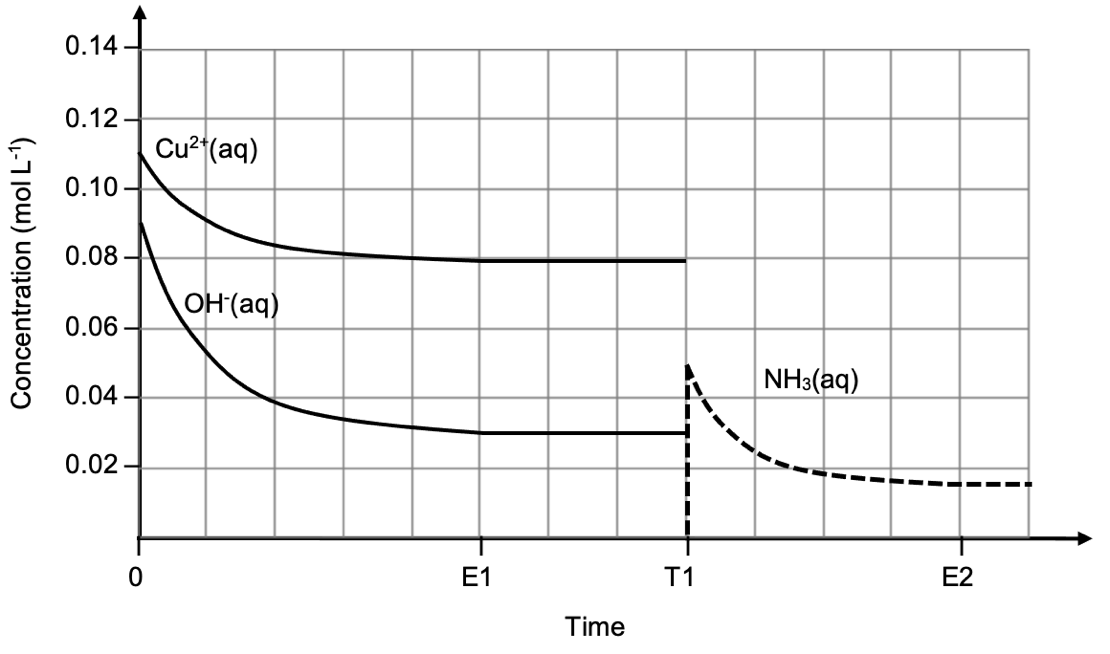 0.14
0.12
Cu²⁺(aq)
0.10
0.08
OH⁻(aq)
0.06
NH₃(aq)
0.04
0.02
0 E1 T1 E2
Time
Concentration (mol L⁻¹)